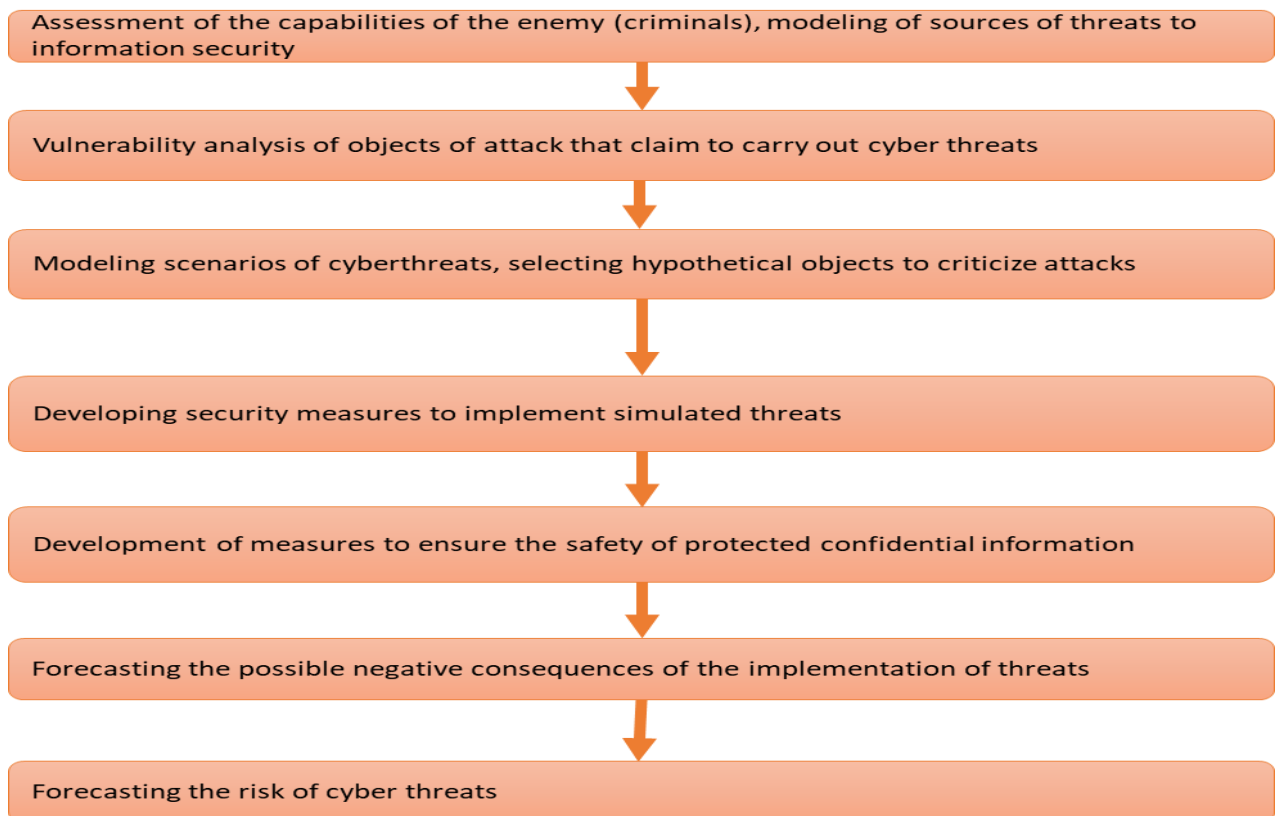 Assessment of the capabilities of the enemy (criminals), modeling of sources of threats to
information security
Vulnerability analysis of objects of attack that claim to carry out cyber threats
Modeling scenarios of cyberthreats, selecting hypothetical objects to criticize attacks
Developing security measures to implement simulated threats
Development of measures to ensure the safety of protected confidential information
Forecasting the possible negative consequences of the implementation of threats
Forecasting the risk of cyber threats